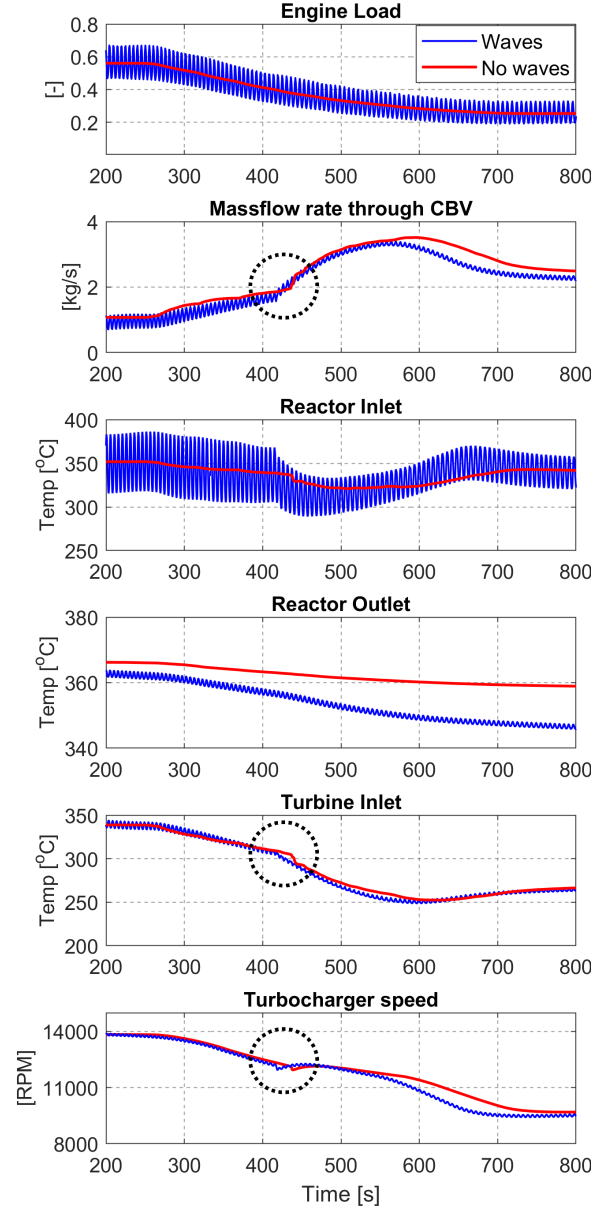 Engine Load
0.8
0.6
0.4
0.2
[-]
Waves
No waves
200 300 400 500 600 700 800
Massflow rate through CBV
4
2
0
[kg/s]
200 300 400 500 600 700 800
Reactor Inlet
400
350
300
250
Temp [°C]
200 300 400 500 600 700 800
Reactor Outlet
380
360
340
Temp [°C]
200 300 400 500 600 700 800
Turbine Inlet
350
300
250
200
Temp [°C]
200 300 400 500 600 700 800
Turbocharger speed
14000
11000
8000
[RPM]
200 300 400 500 600 700 800
Time [s]